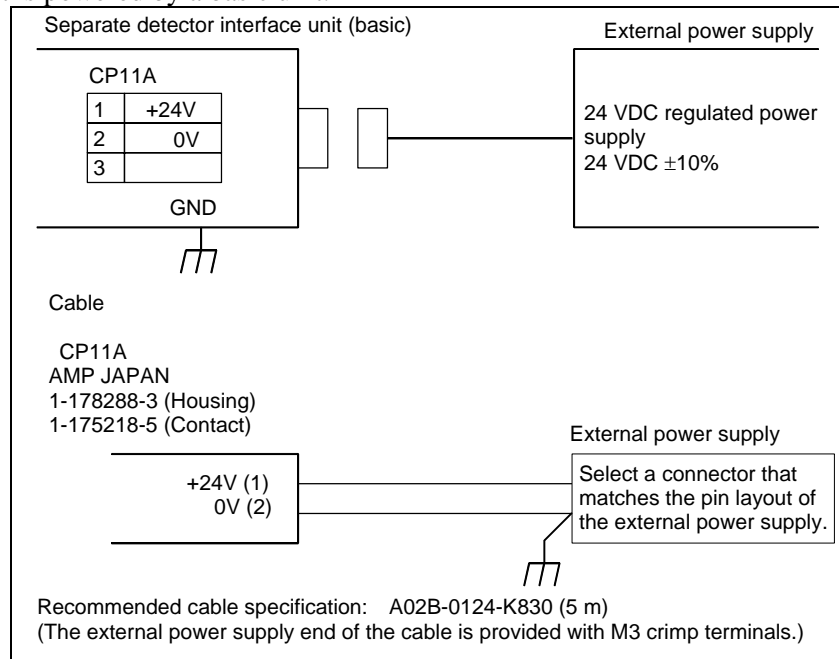 Separate detector interface unit (basic)
External power supply
CP11A
1 +24V
2 0V
3
24 VDC regulated power
supply
24 VDC ±10%
GND
Cable
CP11A
AMP JAPAN
1-178288-3 (Housing)
1-175218-5 (Contact)
External power supply
+24V (1)
0V (2)
Select a connector that
matches the pin layout of
the external power supply.
Recommended cable specification: A02B-0124-K830 (5 m)
(The external power supply end of the cable is provided with M3 crimp terminals.)